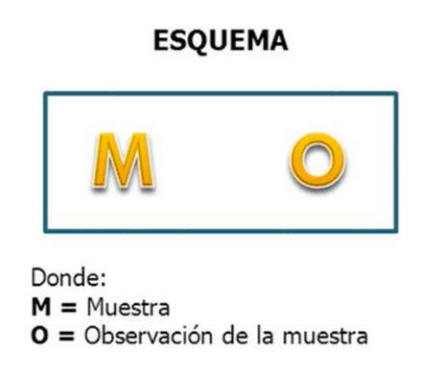 ESQUEMA
M O
Donde:
M = Muestra
O = Observación de la muestra